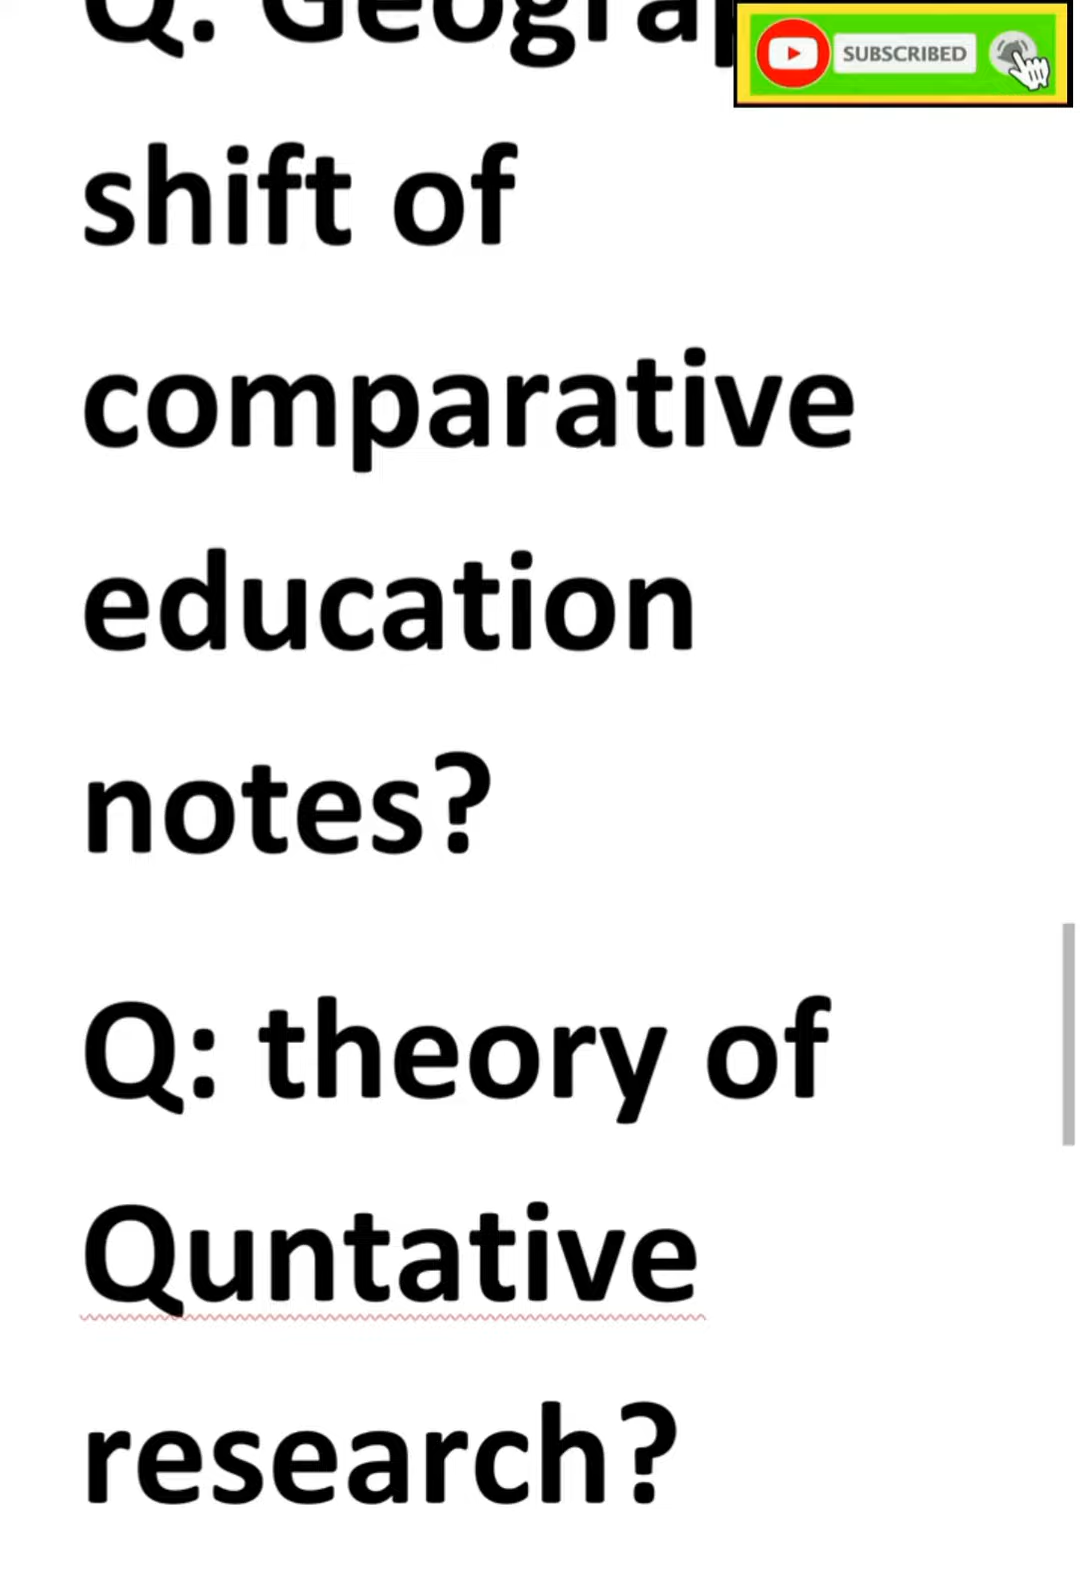 SUBSCRIBED
shift of
comparative
education
notes?
Q: theory of
Quntative
research?